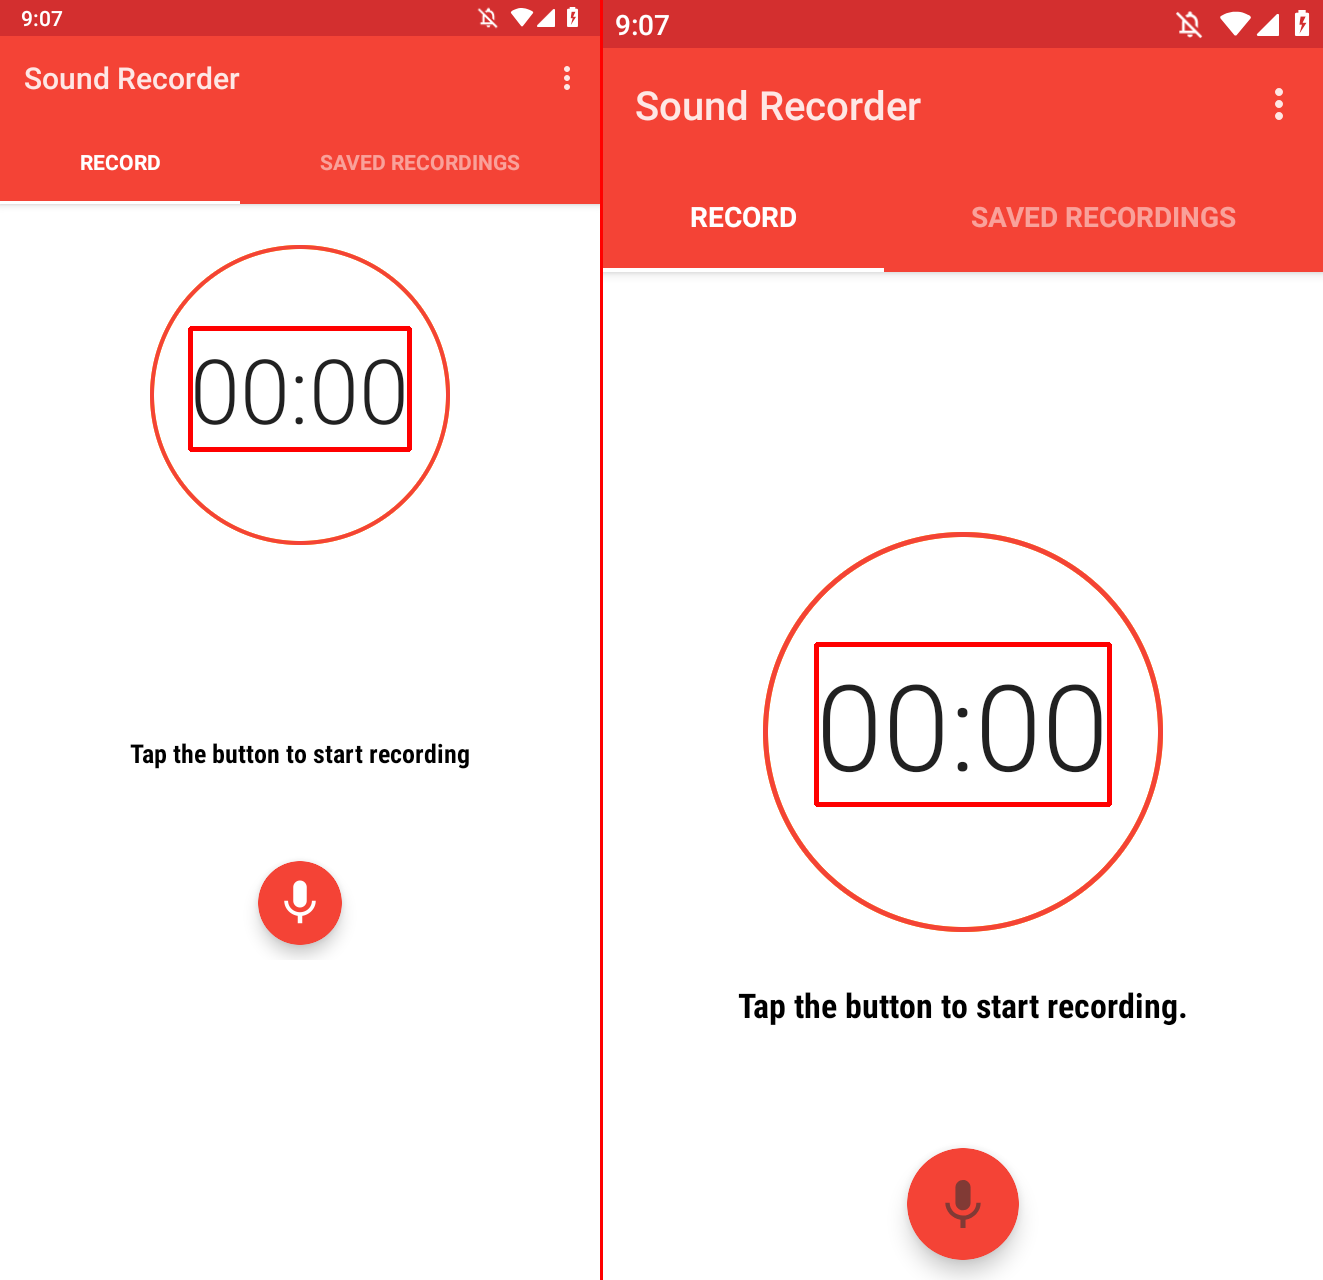 9:07
Sound Recorder
RECORD
SAVED RECORDINGS
00:00
Tap the button to start recording
9:07
Sound Recorder
RECORD
SAVED RECORDINGS
00:00
Tap the button to start recording.